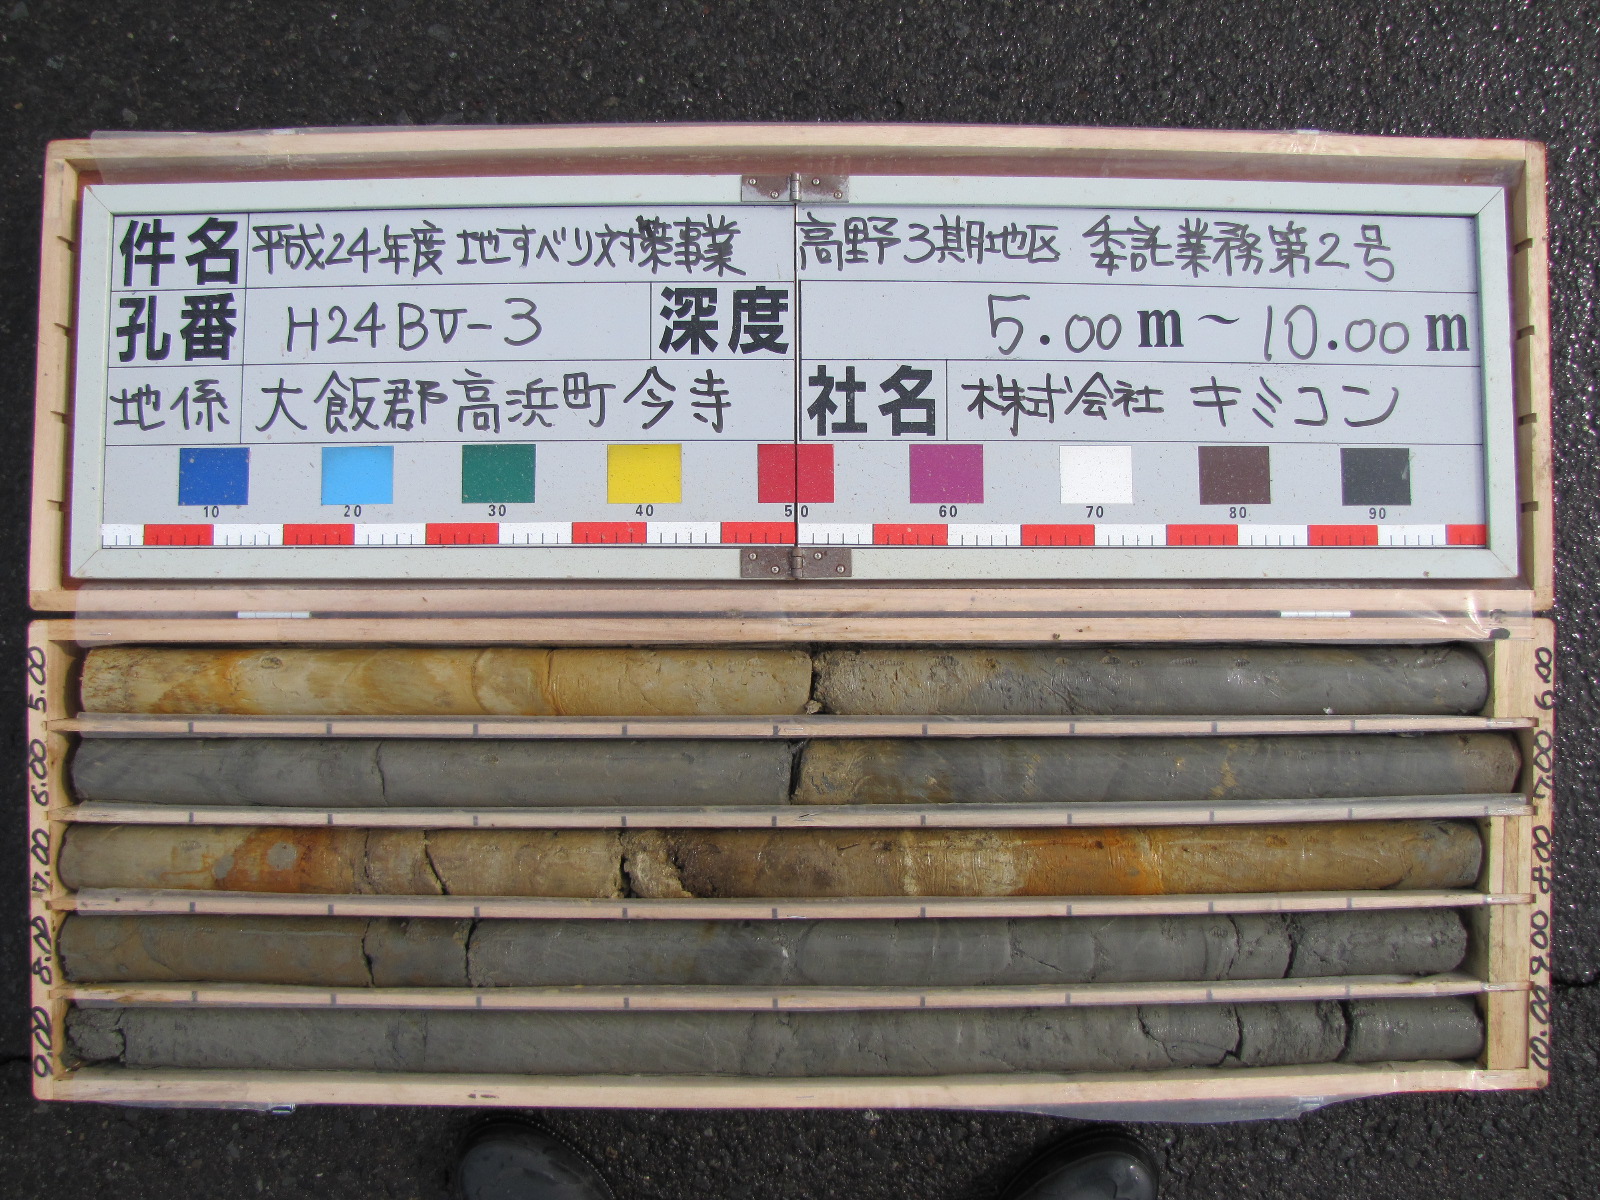 件名 平成24年度 地すべり対策事業 高野3期地区 委託業務第2号
孔番 H24BV-3 深度 5.00m～10.00m
地係 大飯郡高浜町今寺 社名 株式会社 キミコン
10 20 30 40 50 60 70 80 90
5.00 6.00
6.00 7.00
7.00 8.00
8.00 9.00
9.00 10.00